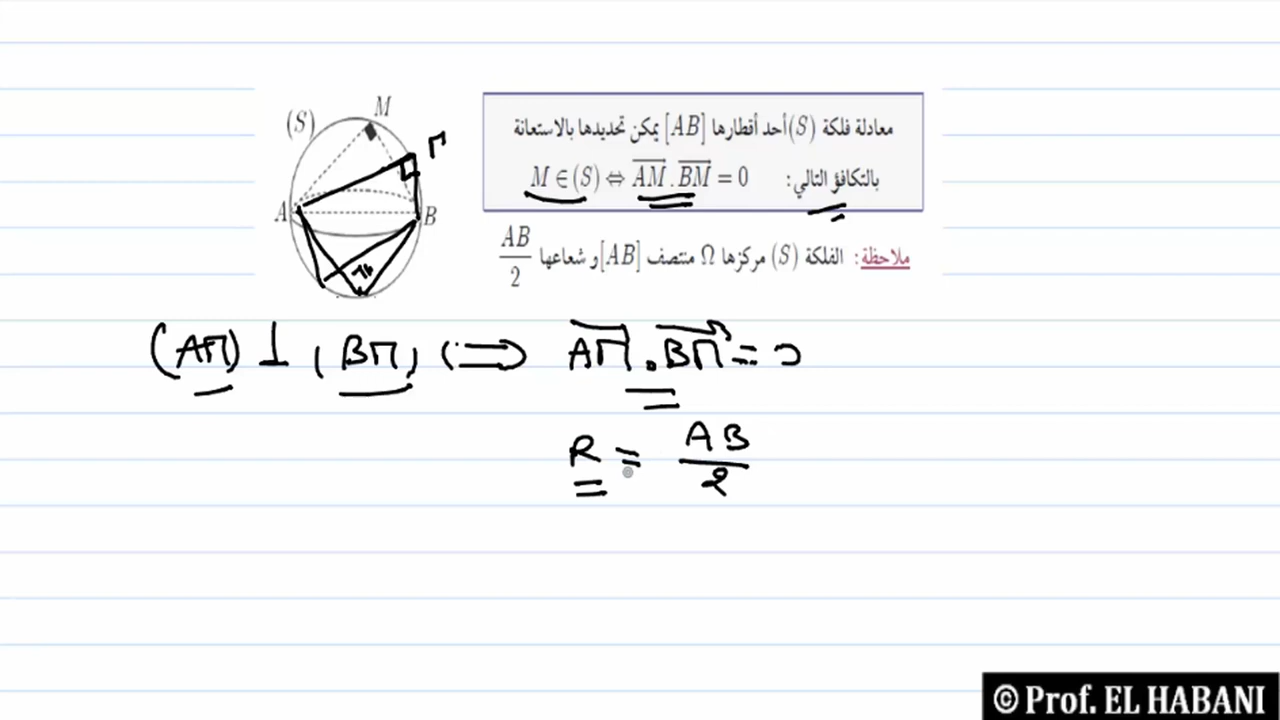 (S)
M
M
A
B
معادلة فلكة (S) أحد أقطارها [AB] يمكن تحديدها بالاستعانة
بالتكافؤ التالي: M ∈ (S) ⇔ AM⃗ . BM⃗ = 0
ملاحظة: الفلكة (S) مركزها Ω منتصف [AB] و شعاعها AB/2
(AM) ⊥ (BM) ⇔ AM⃗ . BM⃗ = 0
R = AB/2
© Prof. EL HABANI